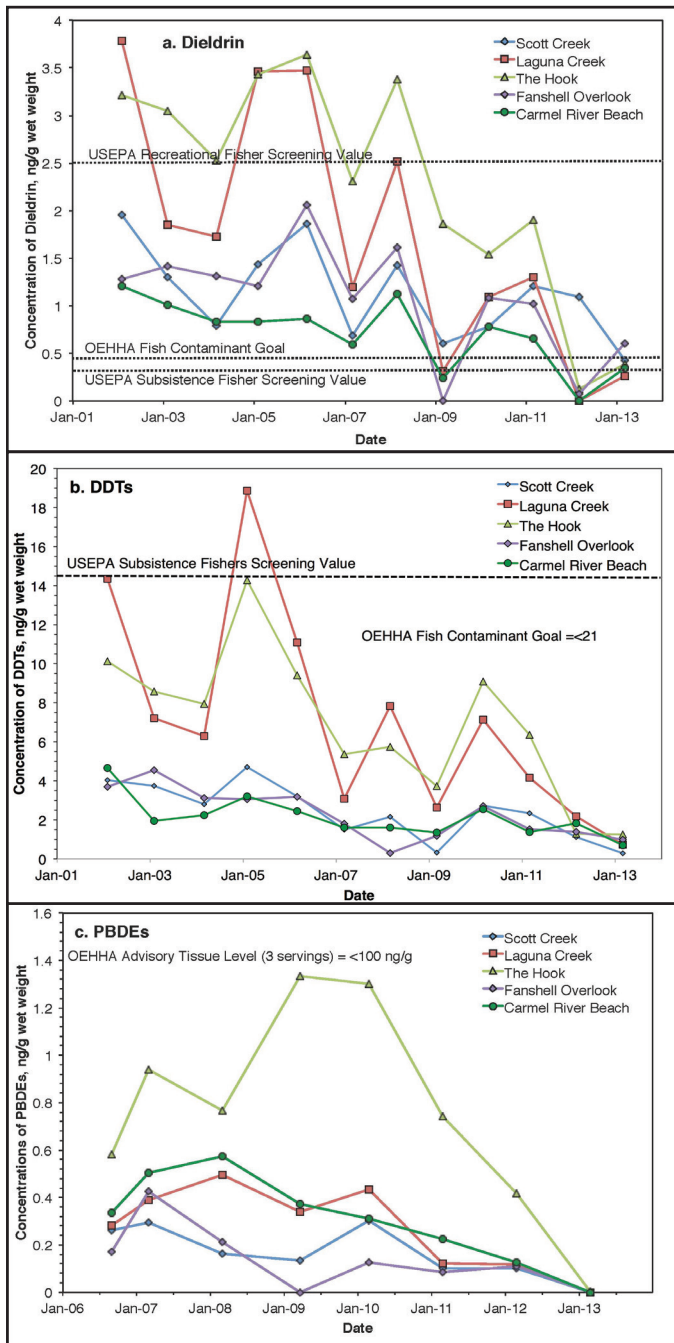 a. Dieldrin
Scott Creek
Laguna Creek
The Hook
Fanshell Overlook
Carmel River Beach
Concentration of Dieldrin, ng/g wet weight
4
3.5
3
2.5
2
1.5
1
0.5
0
USEPA Recreational Fisher Screening Value
OEHHA Fish Contaminant Goal
USEPA Subsistence Fisher Screening Value
Jan-01 Jan-03 Jan-05 Jan-07 Jan-09 Jan-11 Jan-13
Date
b. DDTs
Scott Creek
Laguna Creek
The Hook
Fanshell Overlook
Carmel River Beach
Concentration of DDTs, ng/g wet weight
20
18
16
14
12
10
8
6
4
2
0
USEPA Subsistence Fishers Screening Value
OEHHA Fish Contaminant Goal =<21
Jan-01 Jan-03 Jan-05 Jan-07 Jan-09 Jan-11 Jan-13
Date
c. PBDEs
OEHHA Advisory Tissue Level (3 servings) = <100 ng/g
Scott Creek
Laguna Creek
The Hook
Fanshell Overlook
Carmel River Beach
Concentrations of PBDEs, ng/g wet weight
1.6
1.4
1.2
1
0.8
0.6
0.4
0.2
0
Jan-06 Jan-07 Jan-08 Jan-09 Jan-10 Jan-11 Jan-12 Jan-13
Date